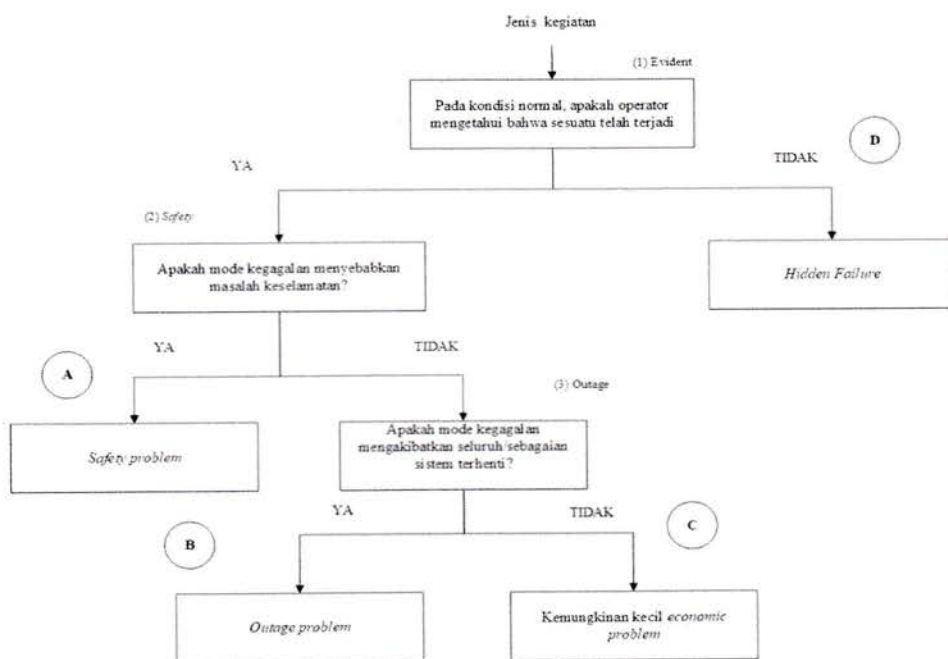 Jenis kegiatan
(1) Evident
Pada kondisi normal, apakah operator
mengetahui bahwa sesuatu telah terjadi
D
YA
TIDAK
(2) Safety
Apakah mode kegagalan menyebabkan
masalah keselamatan?
Hidden Failure
YA
TIDAK
A
(3) Outage
Safety problem
Apakah mode kegagalan
mengakibatkan seluruh/sebagaian
sistem terhenti?
YA
TIDAK
C
B
Outage problem
Kemungkinan kecil economic
problem